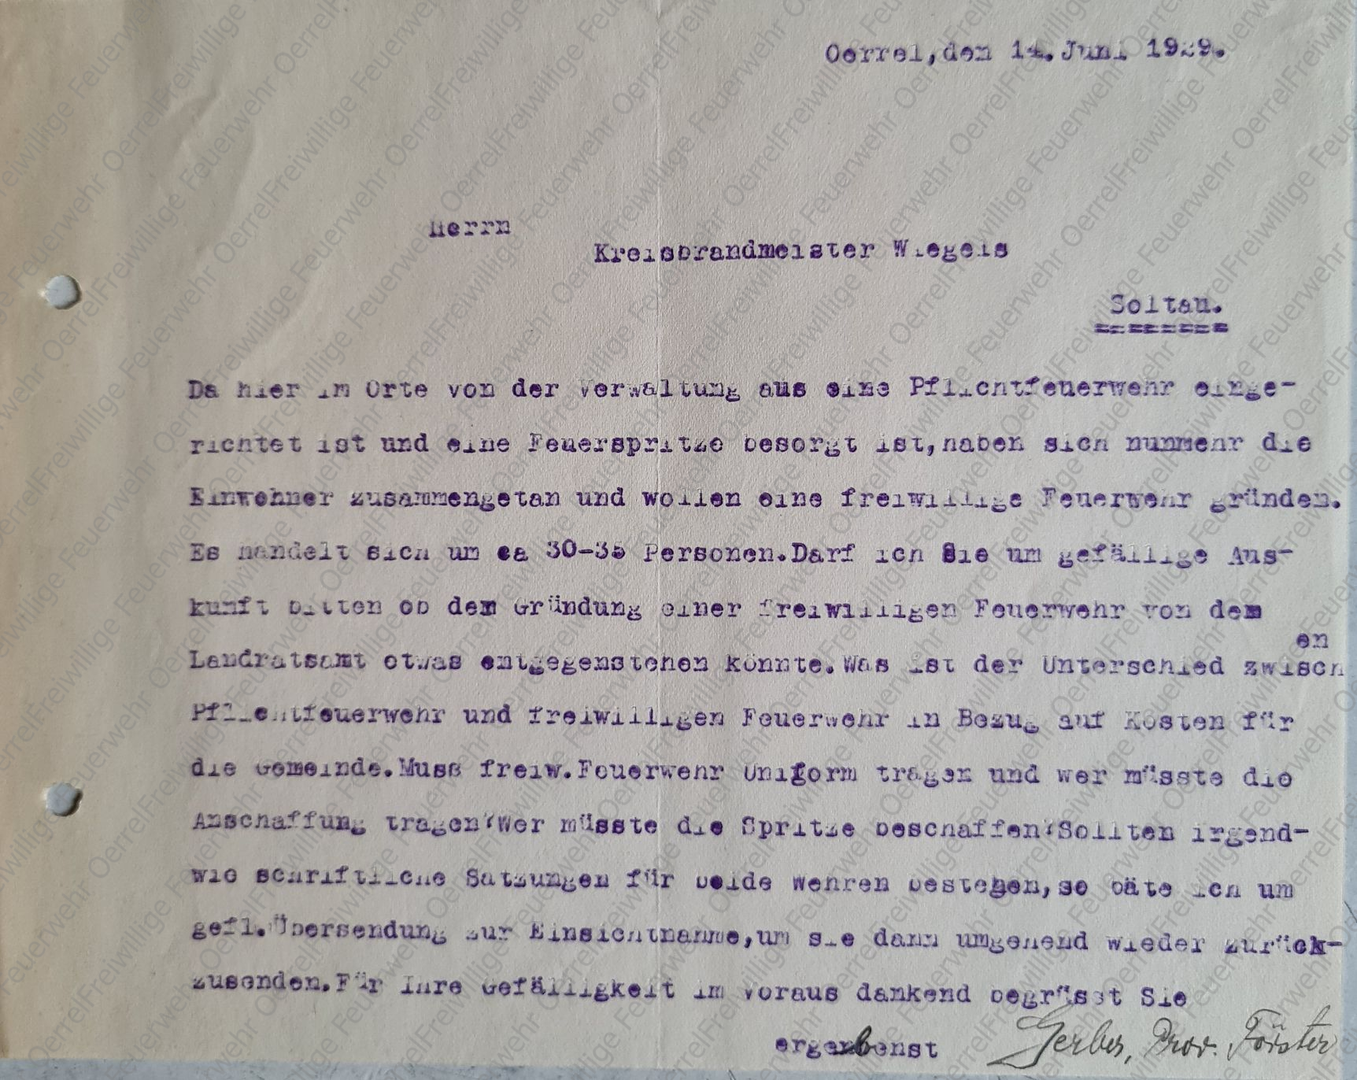 Oerrel,den 14.Juni 1929.
Herrn
Kreisbrandmeister Wiegels
Soltau.
========
Da hier im Orte von der Verwaltung aus eine Pflichtfeuerwehr einge-
richtet ist und eine Feuerspritze besorgt ist,haben sich nunmehr die
Einwohner zusammengetan und wollen eine freiwillige Feuerwehr gründen.
Es handelt sich um ca 30-35 Personen.Darf ich Sie um gefällige Aus-
kunft bitten ob dem Gründung einer freiwilligen Feuerwehr von dem
en
Landratsamt etwas entgegenstehen könnte.Was ist der Unterschied zwisch
Pflichtfeuerwehr und freiwilligen Feuerwehr in Bezug auf Kosten für
die Gemeinde.Muss freiw.Feuerwehr Uniform tragen und wer müsste die
Anschaffung tragen?Wer müsste die Spritze beschaffen?Sollten irgend-
wie schriftliche Satzungen für beide Wehren bestehen,so bäte ich um
gefl.Übersendung zur Einsichtnahme,um sie dann umgehend wieder zurück-
zusenden.Für Ihre Gefälligkeit im Voraus dankend begrüsst Sie
ergenbenst Gerber, Prov. Förster
Freiwillige Feuerwehr Oerrel